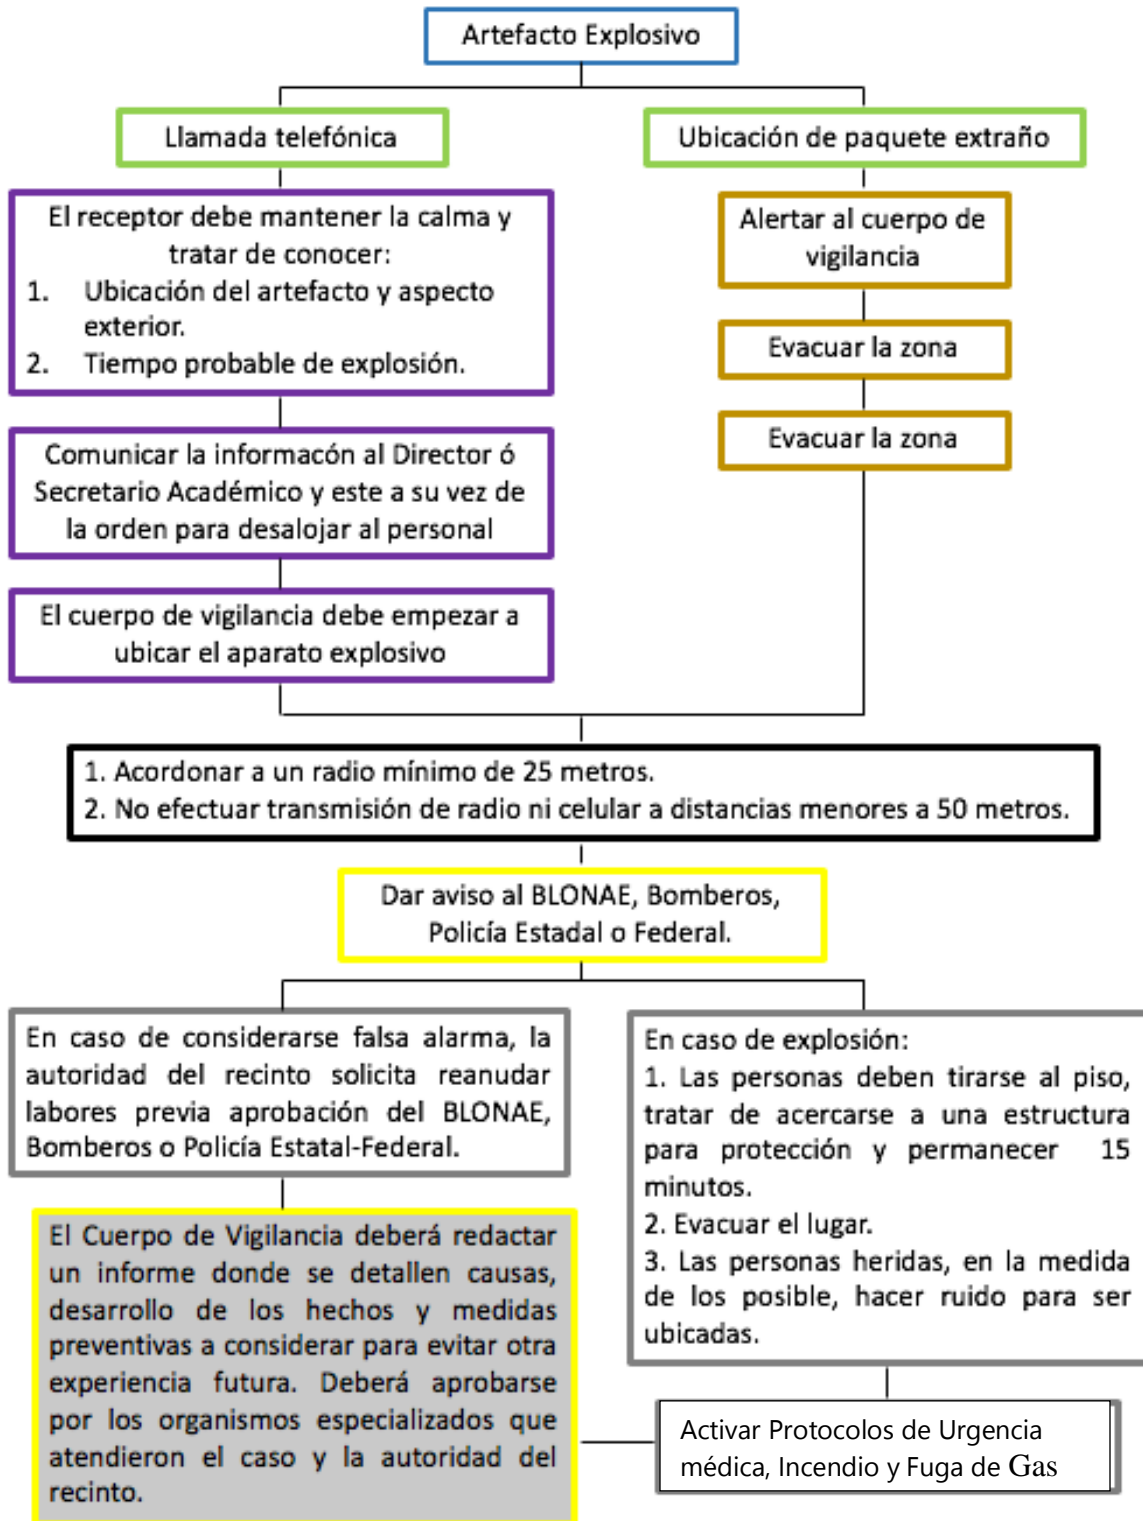 Artefacto Explosivo
Llamada telefónica
El receptor debe mantener la calma y
tratar de conocer:
1. Ubicación del artefacto y aspecto
exterior.
2. Tiempo probable de explosión.
Comunicar la informacón al Director ó
Secretario Académico y este a su vez de
la orden para desalojar al personal
El cuerpo de vigilancia debe empezar a
ubicar el aparato explosivo
Ubicación de paquete extraño
Alertar al cuerpo de
vigilancia
Evacuar la zona
Evacuar la zona
1. Acordonar a un radio mínimo de 25 metros.
2. No efectuar transmisión de radio ni celular a distancias menores a 50 metros.
Dar aviso al BLONAE, Bomberos,
Policía Estadal o Federal.
En caso de considerarse falsa alarma, la
autoridad del recinto solicita reanudar
labores previa aprobación del BLONAE,
Bomberos o Policía Estatal-Federal.
El Cuerpo de Vigilancia deberá redactar
un informe donde se detallen causas,
desarrollo de los hechos y medidas
preventivas a considerar para evitar otra
experiencia futura. Deberá aprobarse
por los organismos especializados que
atendieron el caso y la autoridad del
recinto.
En caso de explosión:
1. Las personas deben tirarse al piso,
tratar de acercarse a una estructura
para protección y permanecer 15
minutos.
2. Evacuar el lugar.
3. Las personas heridas, en la medida
de los posible, hacer ruido para ser
ubicadas.
Activar Protocolos de Urgencia
médica, Incendio y Fuga de Gas